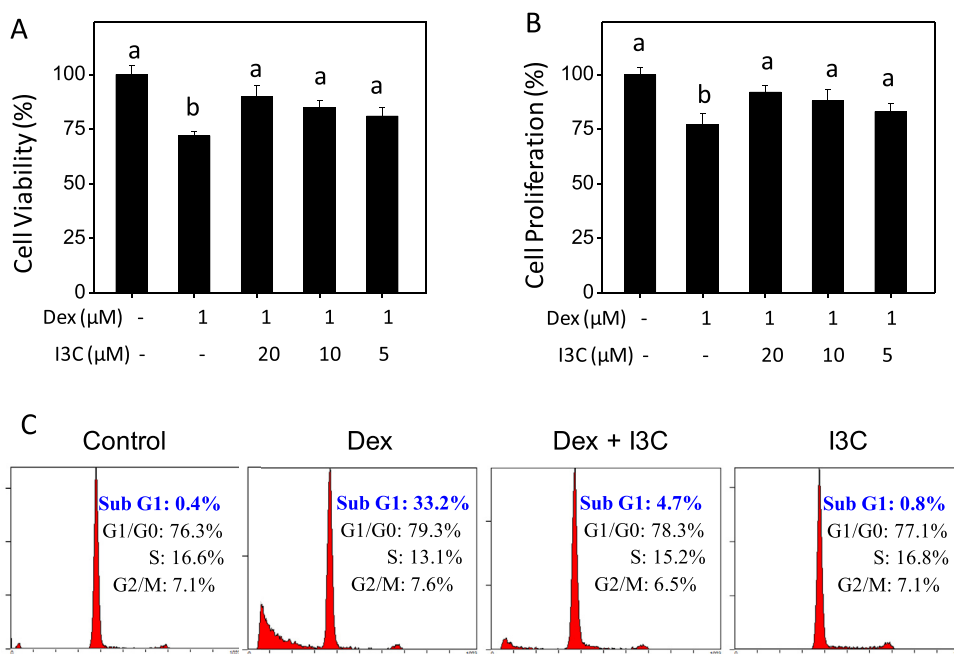 A
Cell Viability (%)
100
75
50
25
0
a
b
a
a
a
Dex (µM) - 1 1 1 1
I3C (µM) - - 20 10 5
B
Cell Proliferation (%)
100
75
50
25
0
a
b
a
a
a
Dex (µM) - 1 1 1 1
I3C (µM) - - 20 10 5
C
Control
Sub G1: 0.4%
G1/G0: 76.3%
S: 16.6%
G2/M: 7.1%
Dex
Sub G1: 33.2%
G1/G0: 79.3%
S: 13.1%
G2/M: 7.6%
Dex + I3C
Sub G1: 4.7%
G1/G0: 78.3%
S: 15.2%
G2/M: 6.5%
I3C
Sub G1: 0.8%
G1/G0: 77.1%
S: 16.8%
G2/M: 7.1%